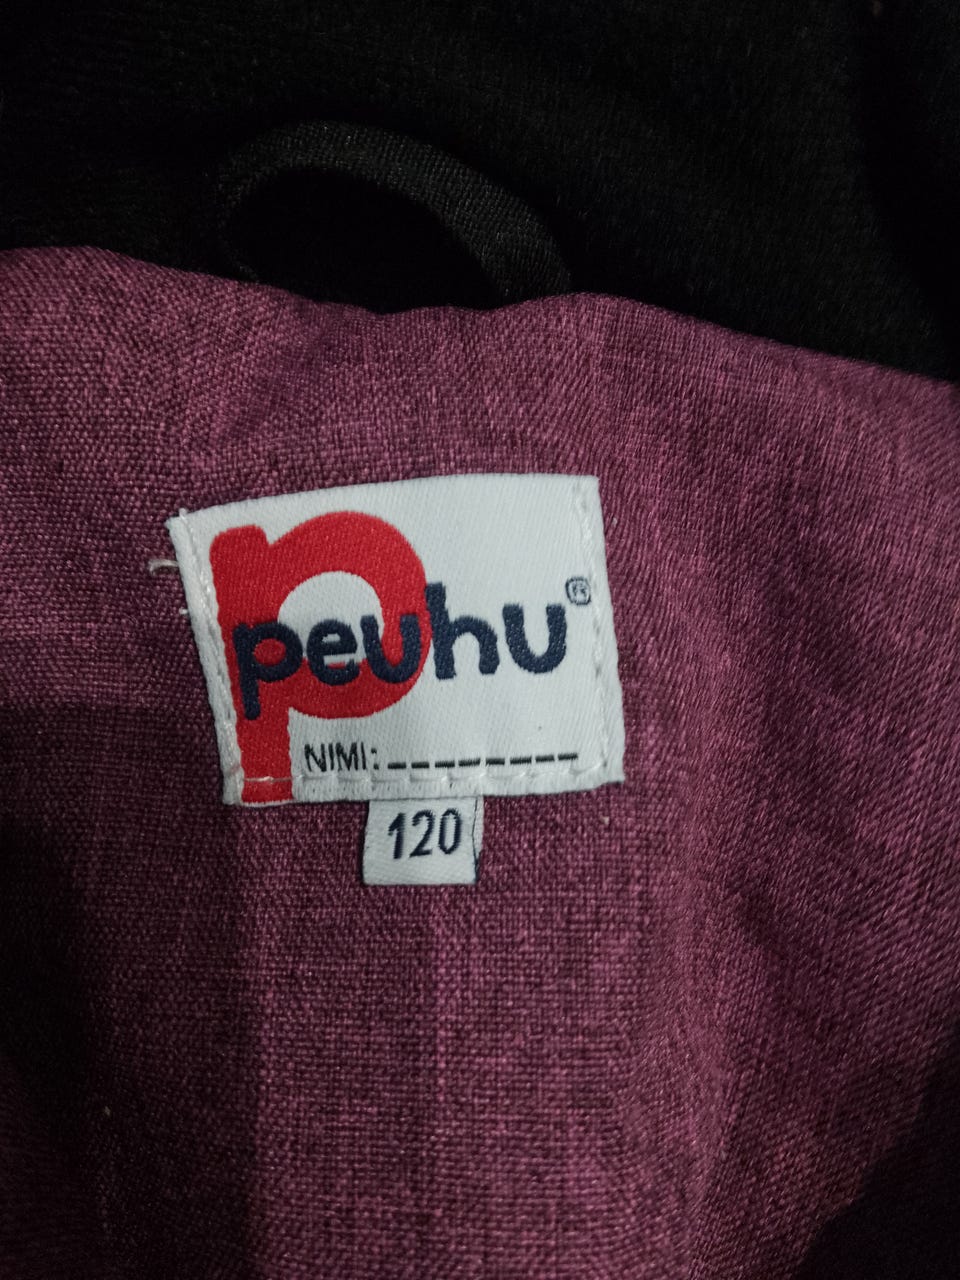 peuhu®
NIMI: _ _ _ _ _ _ _ _ _
120